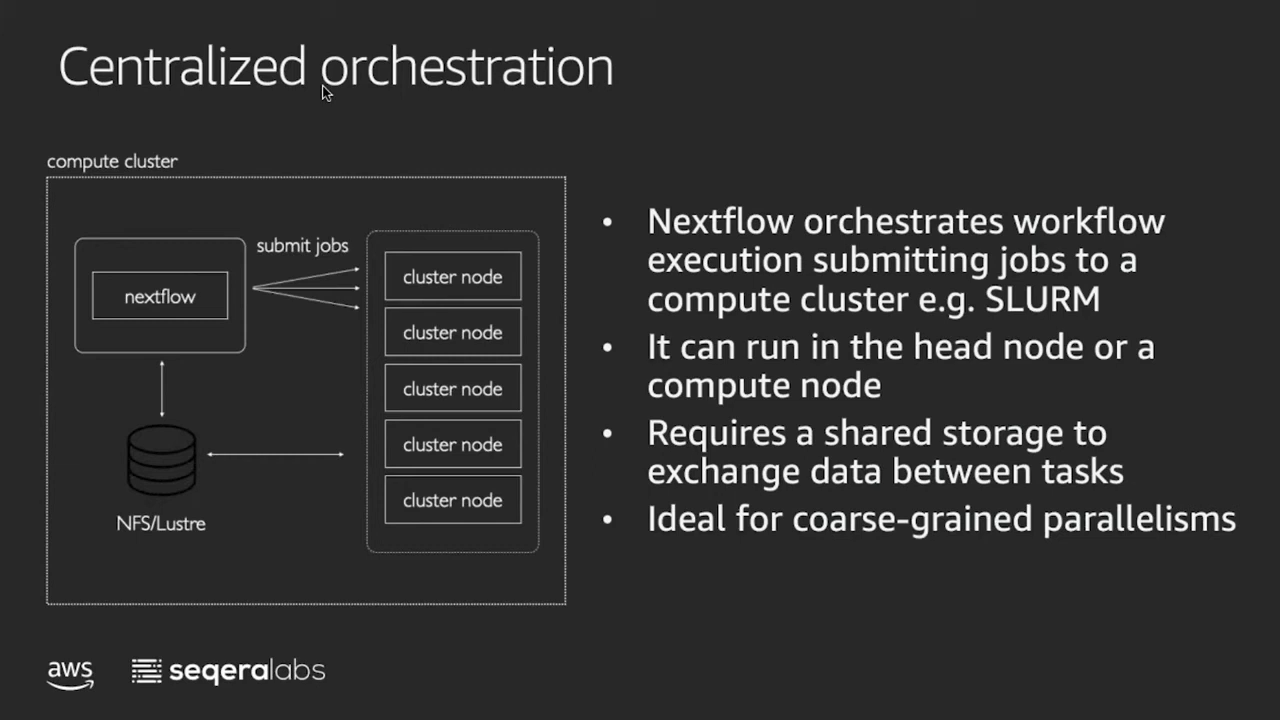 Centralized orchestration
compute cluster
nextflow
submit jobs
cluster node
cluster node
cluster node
cluster node
cluster node
NFS/Lustre
• Nextflow orchestrates workflow
execution submitting jobs to a
compute cluster e.g. SLURM
• It can run in the head node or a
compute node
• Requires a shared storage to
exchange data between tasks
• Ideal for coarse-grained parallelisms
aws
seqeralabs